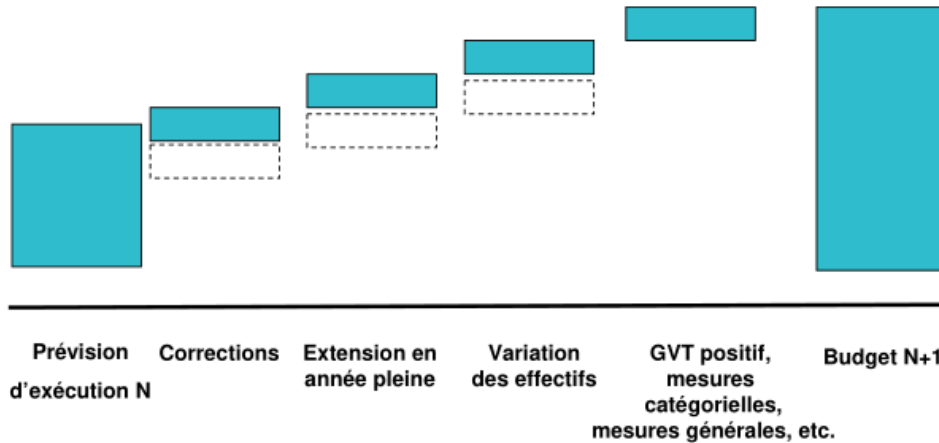 Prévision
d'exécution N
Corrections
Extension en
année pleine
Variation
des effectifs
GVT positif,
mesures
catégorielles,
mesures générales, etc.
Budget N+1